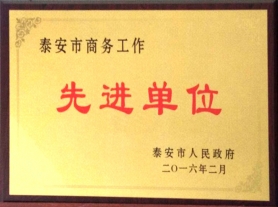 泰安市商务工作
先进单位
泰安市人民政府
二〇一六年二月